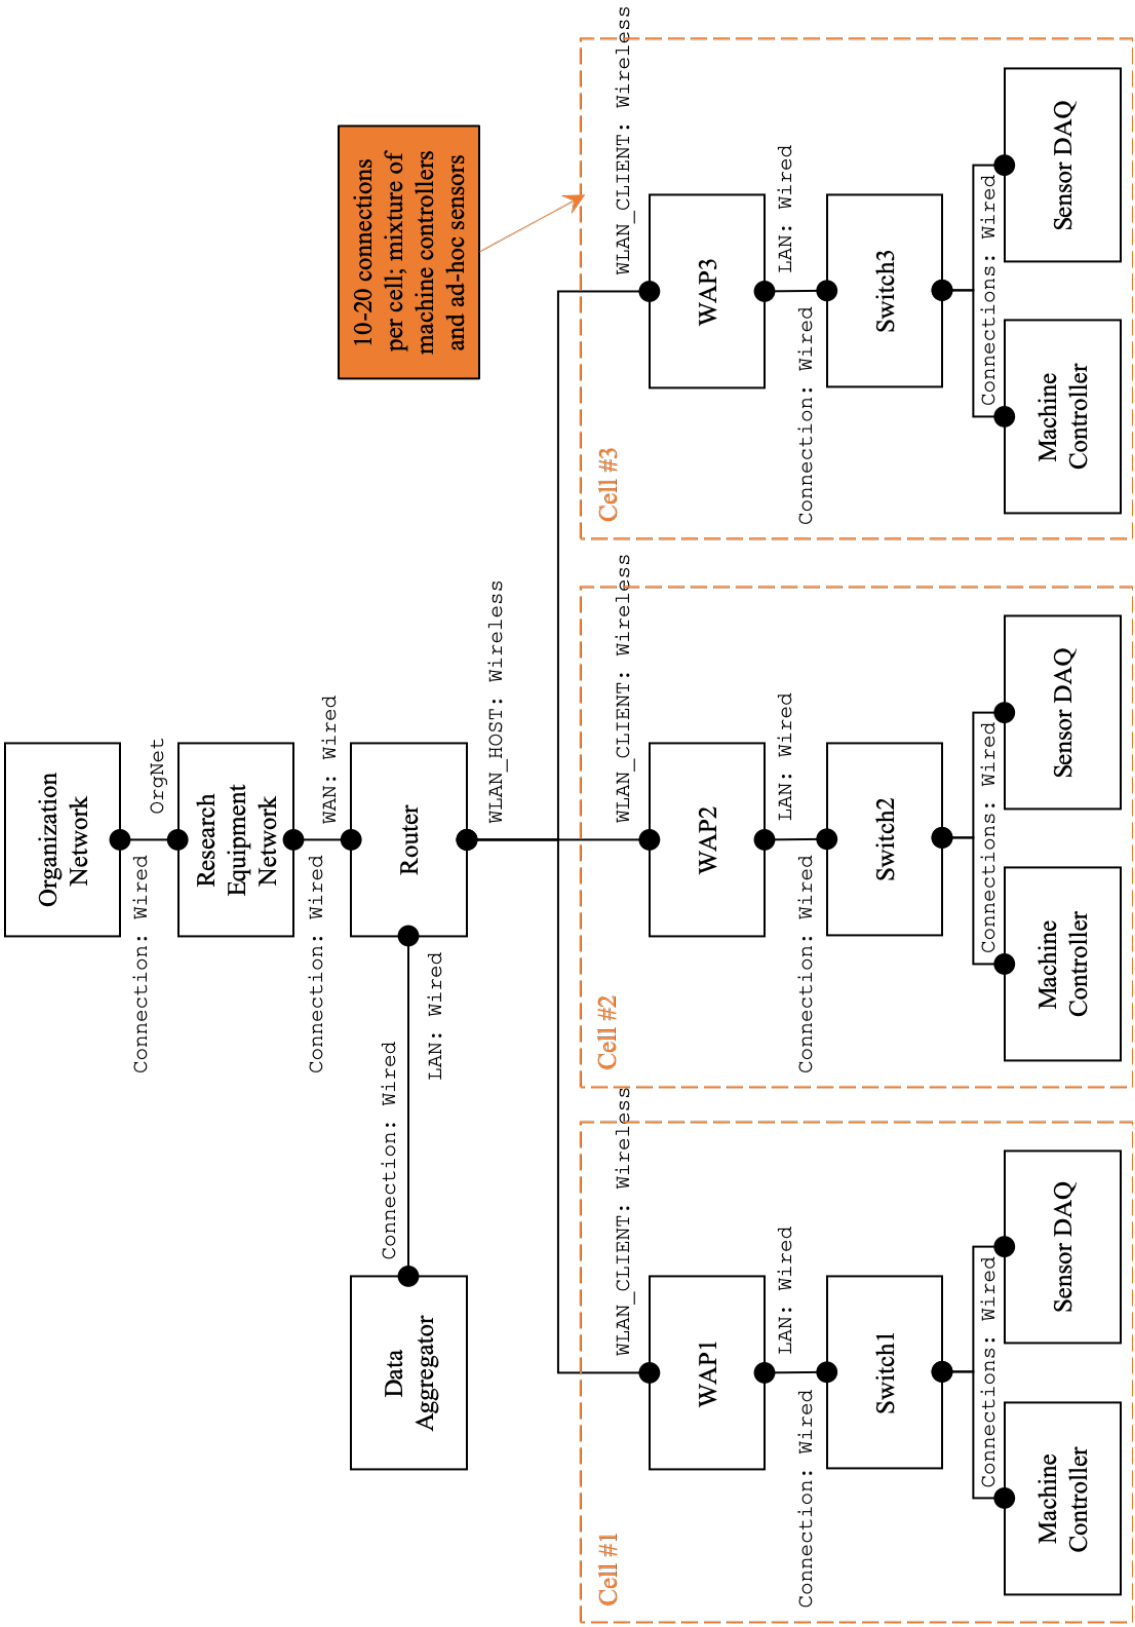 Organization
Network
Connection: Wired
OrgNet
Research
Equipment
Network
Connection: Wired
WAN: Wired
Router
LAN: Wired
Connection: Wired
Data
Aggregator
WLAN_HOST: Wireless
10-20 connections
per cell; mixture of
machine controllers
and ad-hoc sensors
Cell #1
WLAN_CLIENT: Wireless
WAP1
LAN: Wired
Connection: Wired
Switch1
Connections: Wired
Machine
Controller
Sensor DAQ
Cell #2
WLAN_CLIENT: Wireless
WAP2
LAN: Wired
Connection: Wired
Switch2
Connections: Wired
Machine
Controller
Sensor DAQ
Cell #3
WLAN_CLIENT: Wireless
WAP3
LAN: Wired
Connection: Wired
Switch3
Connections: Wired
Machine
Controller
Sensor DAQ